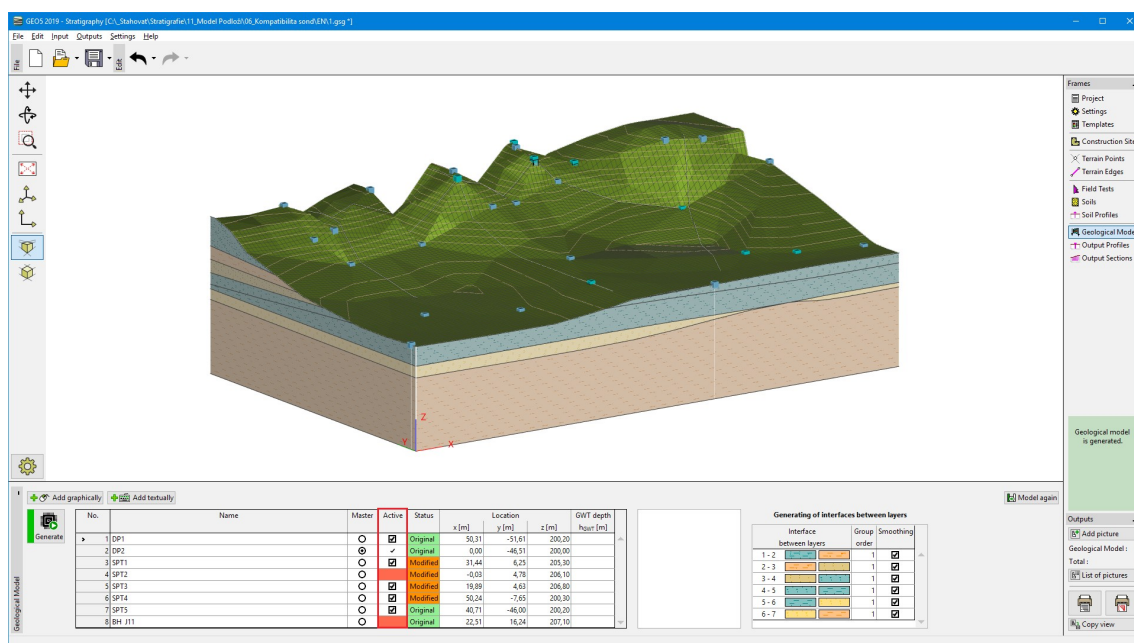 GEO5 2019 - Stratigraphy [C:\_Stahovat\Stratigrafie\11_Model Podloží\06_Kompatibilita sond\EN\1.gsg *]
File Edit Input Outputs Settings Help
File
Edit
Frames
Project
Settings
Templates
Construction Site
Terrain Points
Terrain Edges
Field Tests
Soils
Soil Profiles
Geological Mode
Output Profiles
Output Sections
Z
Y X
Geological model
is generated.
Add graphically Add textually Model again
Generate
Geological Model
No. Name Master Active Status Location GWT depth
x [m] y [m] z [m] hGWT [m]
1 DP1 Original 50,31 -51,61 200,20
2 DP2 Original 0,00 -46,51 200,00
3 SPT1 Modified 31,44 6,25 205,30
4 SPT2 Modified -0,03 4,78 206,10
5 SPT3 Modified 19,89 4,63 206,80
6 SPT4 Modified 50,24 -7,65 200,30
7 SPT5 Original 40,71 -46,00 200,20
8 BH J11 Original 22,51 16,24 207,10
Generating of interfaces between layers
Interface Group Smoothing
between layers order
1 - 2 1
2 - 3 1
3 - 4 1
4 - 5 1
5 - 6 1
6 - 7 1
Outputs
Add picture
Geological Model :
Total :
List of pictures
Copy view